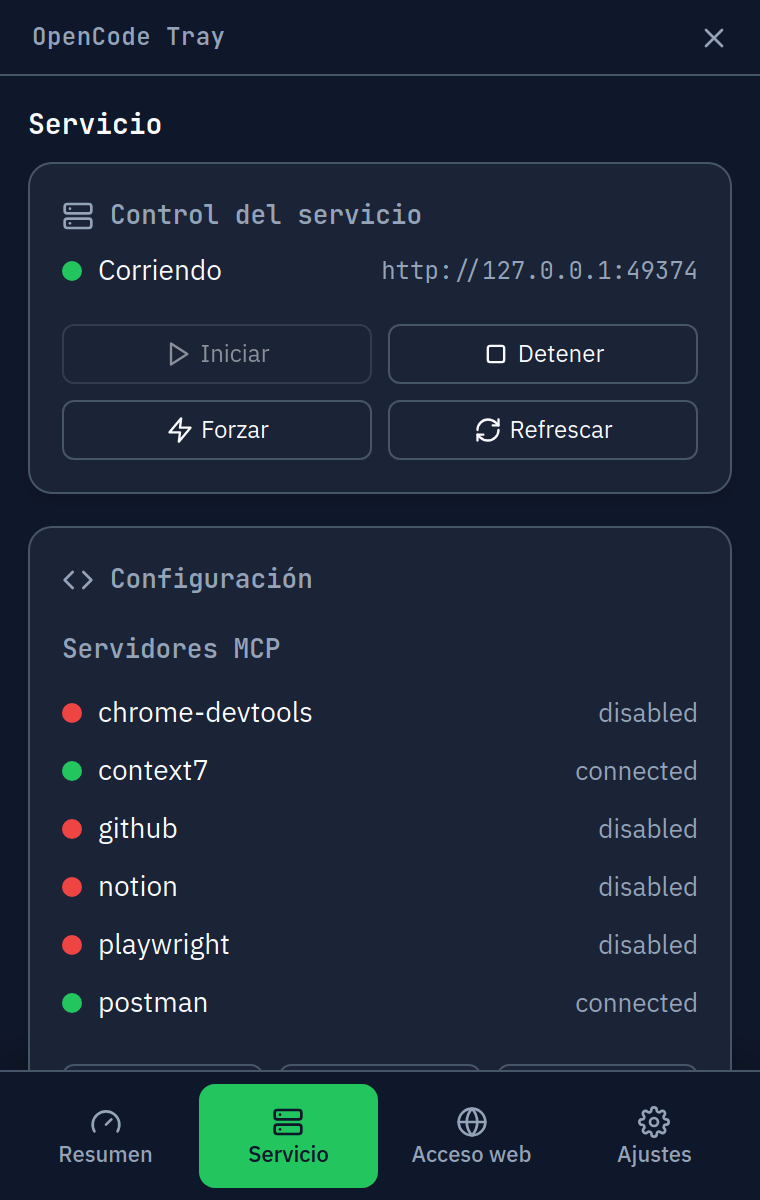 OpenCode Tray
Servicio
Control del servicio
Corriendo http://127.0.0.1:49374
Iniciar Detener
Forzar Refrescar
Configuración
Servidores MCP
chrome-devtools disabled
context7 connected
github disabled
notion disabled
playwright disabled
postman connected
Resumen Servicio Acceso web Ajustes